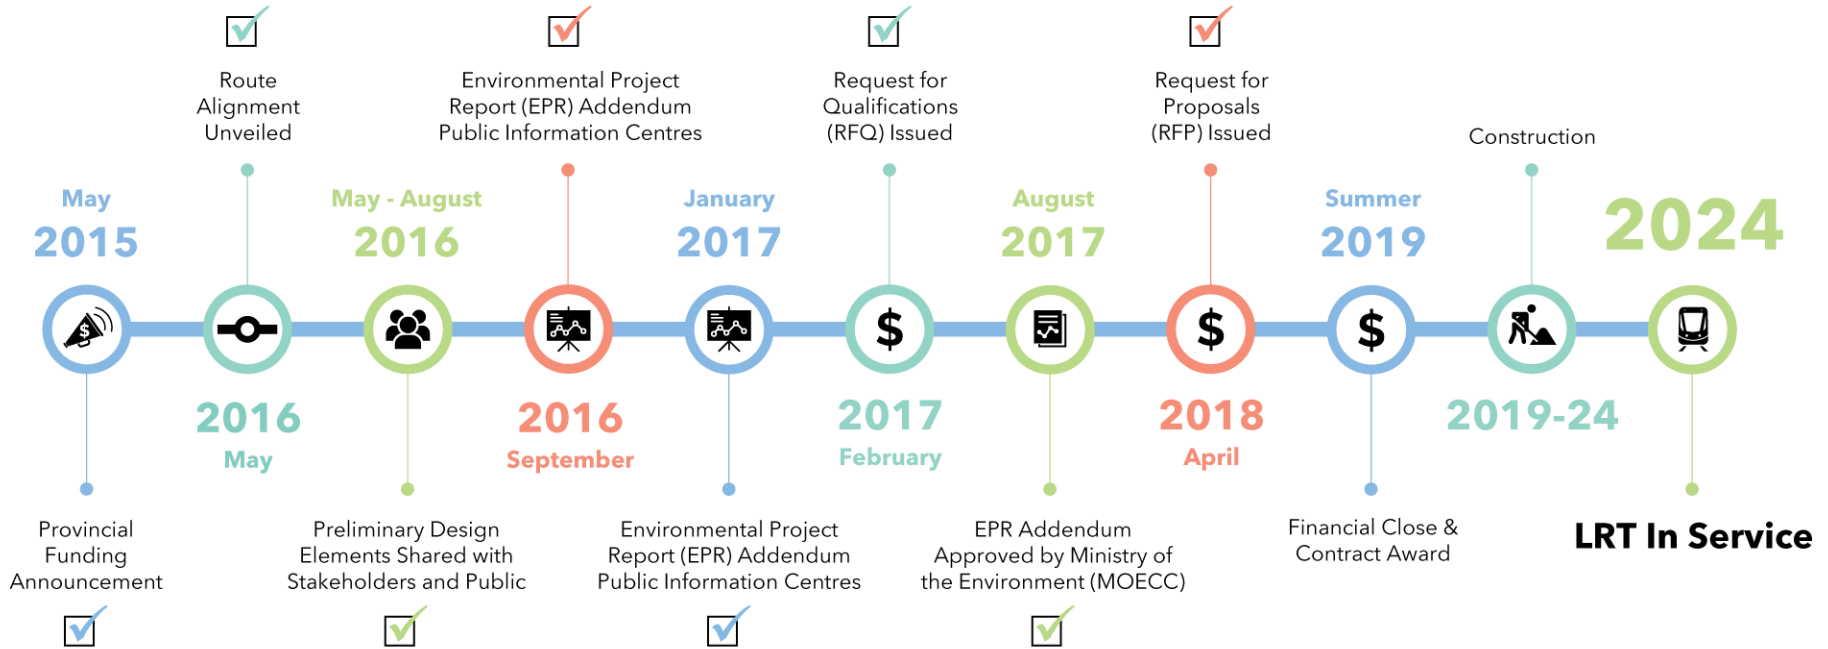 Route
Alignment
Unveiled
Environmental Project
Report (EPR) Addendum
Public Information Centres
Request for
Qualifications
(RFQ) Issued
Request for
Proposals
(RFP) Issued
Construction
May
2015
May - August
2016
January
2017
August
2017
Summer
2019
2024
$
$
$
$
2016
May
2016
September
2017
February
2018
April
2019-24
Provincial
Funding
Announcement
Preliminary Design
Elements Shared with
Stakeholders and Public
Environmental Project
Report (EPR) Addendum
Public Information Centres
EPR Addendum
Approved by Ministry of
the Environment (MOECC)
Financial Close &
Contract Award
LRT In Service